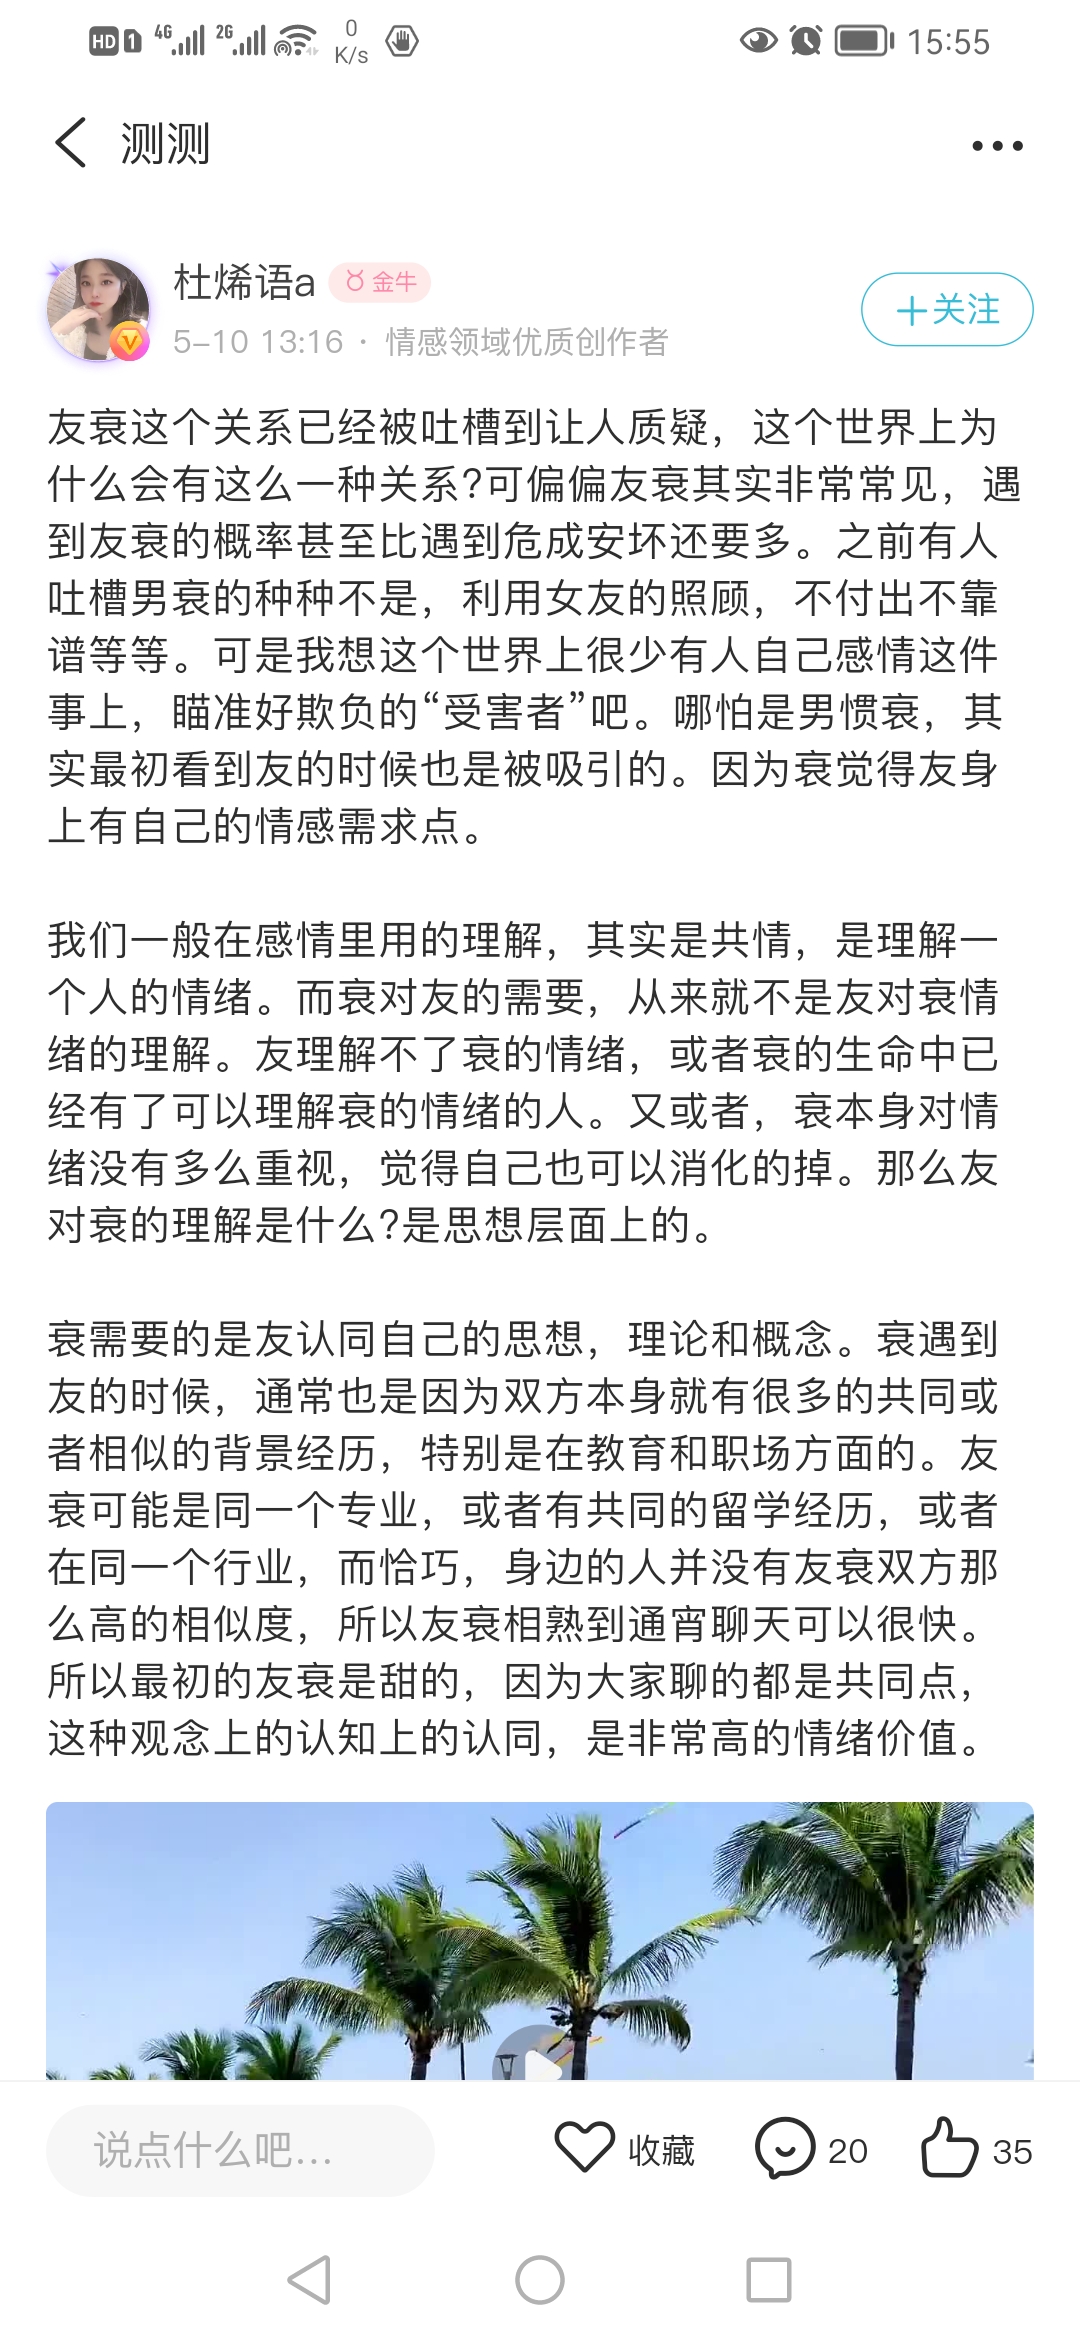 HD 1 4G 2G 0 K/s 15:55
测测
杜烯语a 金牛
5-10 13:16 · 情感领域优质创作者
+关注
友衰这个关系已经被吐槽到让人质疑，这个世界上为
什么会有这么一种关系?可偏偏友衰其实非常常见，遇
到友衰的概率甚至比遇到危成安坏还要多。之前有人
吐槽男衰的种种不是，利用女友的照顾，不付出不靠
谱等等。可是我想这个世界上很少有人自己感情这件
事上，瞄准好欺负的“受害者”吧。哪怕是男惯衰，其
实最初看到友的时候也是被吸引的。因为衰觉得友身
上有自己的情感需求点。
我们一般在感情里用的理解，其实是共情，是理解一
个人的情绪。而衰对友的需要，从来就不是友对衰情
绪的理解。友理解不了衰的情绪，或者衰的生命中已
经有了可以理解衰的情绪的人。又或者，衰本身对情
绪没有多么重视，觉得自己也可以消化的掉。那么友
对衰的理解是什么?是思想层面上的。
衰需要的是友认同自己的思想，理论和概念。衰遇到
友的时候，通常也是因为双方本身就有很多的共同或
者相似的背景经历，特别是在教育和职场方面的。友
衰可能是同一个专业，或者有共同的留学经历，或者
在同一个行业，而恰巧，身边的人并没有友衰双方那
么高的相似度，所以友衰相熟到通宵聊天可以很快。
所以最初的友衰是甜的，因为大家聊的都是共同点，
这种观念上的认知上的认同，是非常高的情绪价值。
说点什么吧... 收藏 20 35